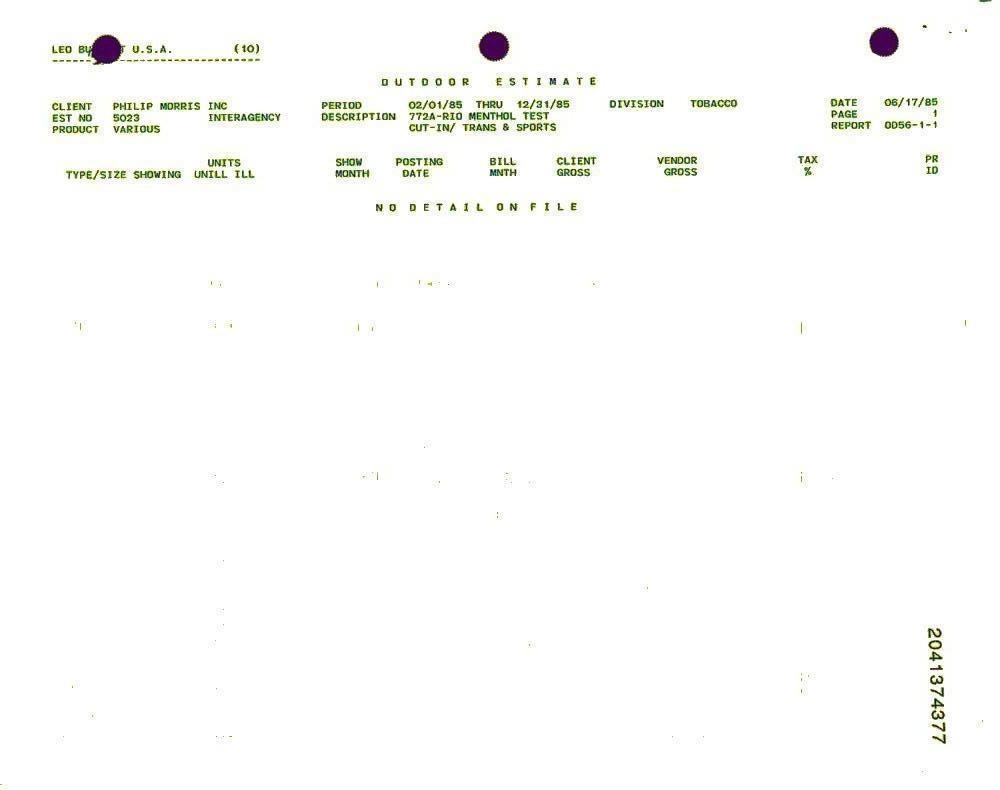 LEO BU T U.S.A. (10)
OUTDOOR ESTIMATE
CLIENT PHILIP MORRIS INC PERIOD 02/01/85 THRU 12/31/85 DIVISION TOBACCO DATE 06/17/85
EST NO 5023 INTERAGENCY DESCRIPTION 772A-RIO MENTHOL TEST PAGE 1
PRODUCT VARIOUS CUT-IN/ TRANS & SPORTS REPORT OD56-1-1
UNITS SHOW POSTING BILL CLIENT VENDOR TAX PR
TYPE/SIZE SHOWING UNILL ILL MONTH DATE MNTH GROSS GROSS % ID
NO DETAIL ON FILE
2041374377